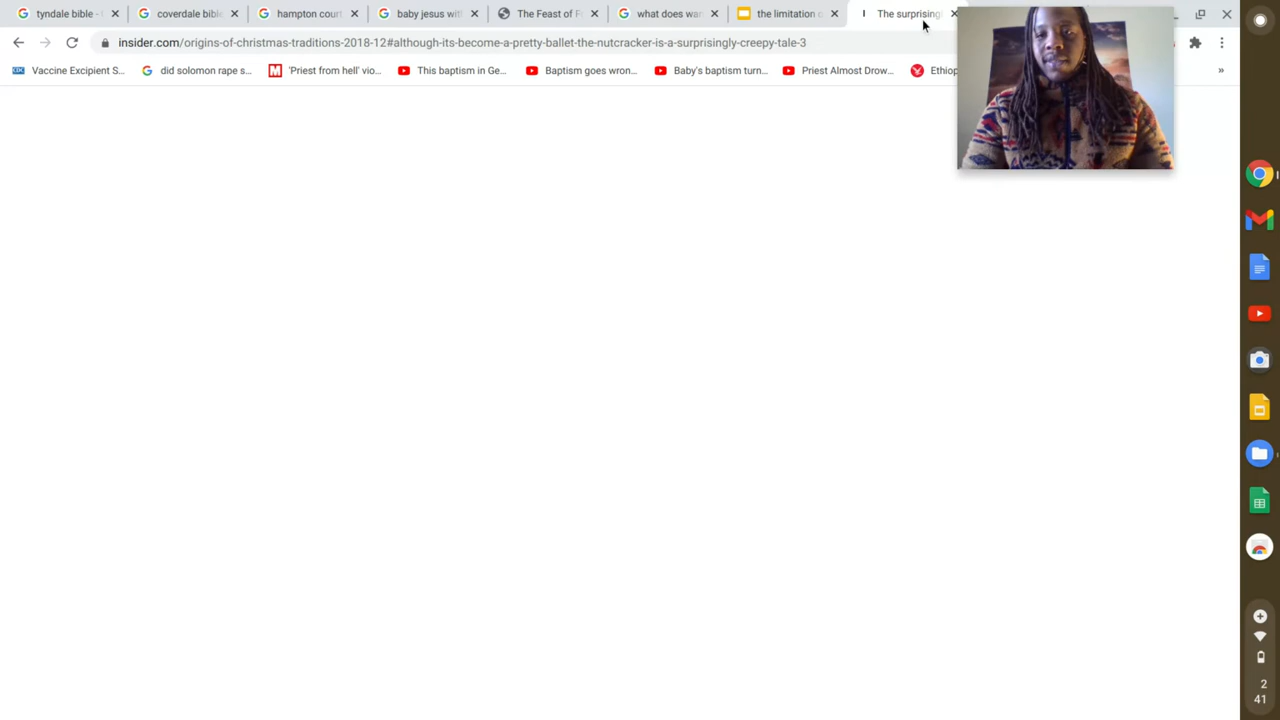 tyndale bible -
coverdale bible
hampton court
baby jesus wit
The Feast of F
what does wa
the limitation o
The surprising
insider.com/origins-of-christmas-traditions-2018-12#although-its-become-a-pretty-ballet-the-nutcracker-is-a-surprisingly-creepy-tale-3
Vaccine Excipient S...
did solomon rape s...
'Priest from hell' vio...
This baptism in Ge...
Baptism goes wron...
Baby's baptism turn...
Priest Almost Drow...
Ethiop
»
2
41